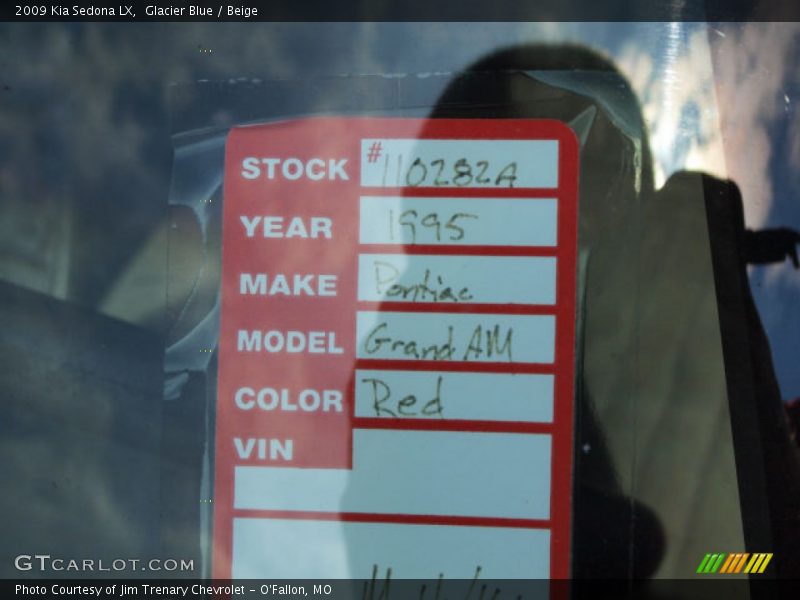 2009 Kia Sedona LX,  Glacier Blue / Beige
STOCK # 110282A
YEAR 1995
MAKE Pontiac
MODEL Grand AM
COLOR Red
VIN
GTCARLOT.COM
Photo Courtesy of Jim Trenary Chevrolet - O'Fallon, MO